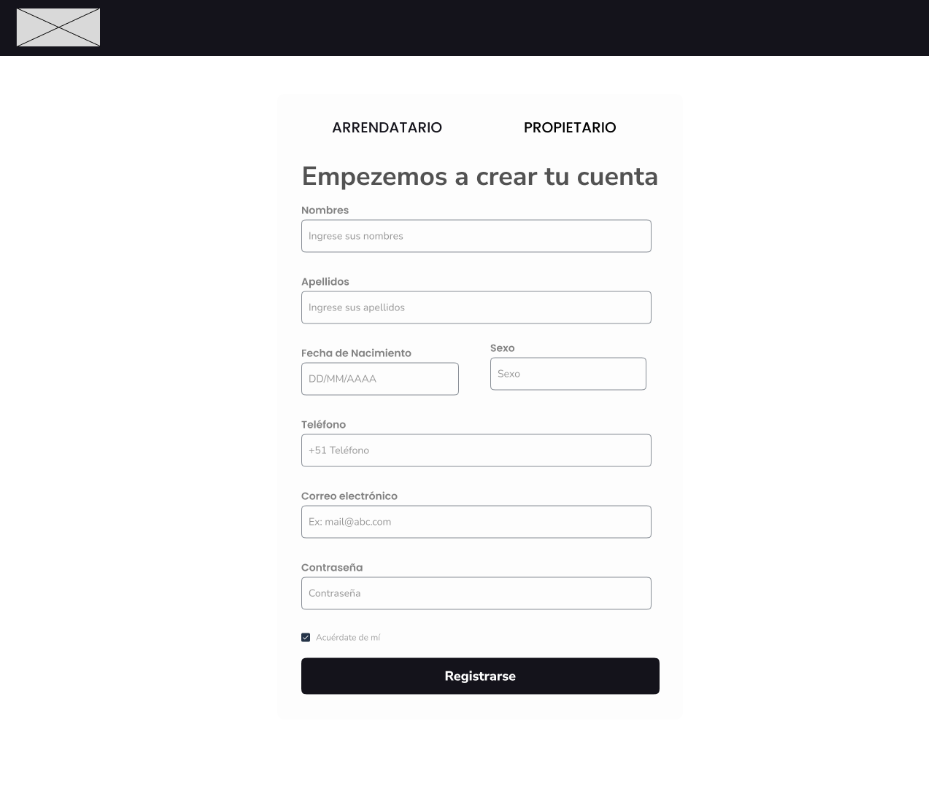 ARRENDATARIO PROPIETARIO
Empezemos a crear tu cuenta
Nombres
Ingrese sus nombres
Apellidos
Ingrese sus apellidos
Fecha de Nacimiento Sexo
DD/MM/AAAA Sexo
Teléfono
+51 Teléfono
Correo electrónico
Ex: mail@abc.com
Contraseña
Contraseña
Acuérdate de mí
Registrarse